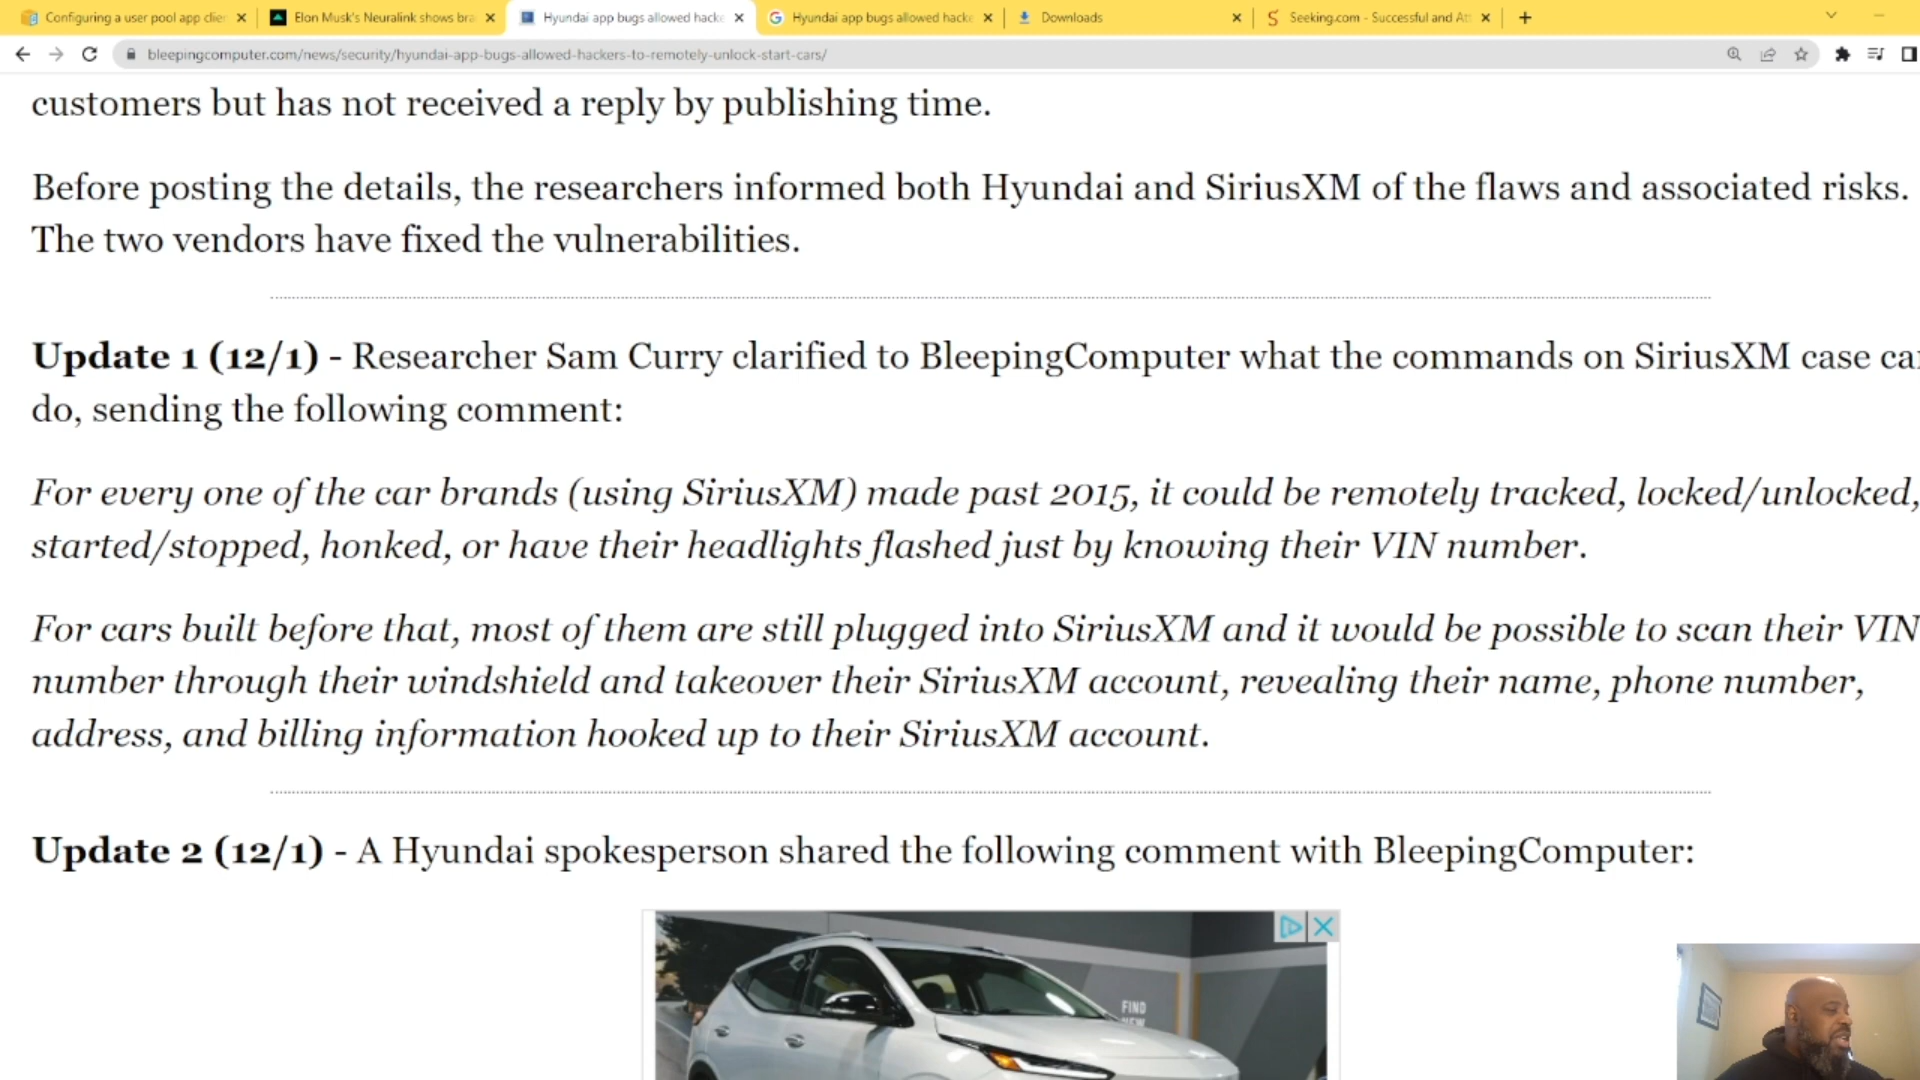 Configuring a user pool app clie
Elon Musk's Neuralink shows bra
Hyundai app bugs allowed hacke
Hyundai app bugs allowed hacke
Downloads
Seeking.com - Successful and At
bleepingcomputer.com/news/security/hyundai-app-bugs-allowed-hackers-to-remotely-unlock-start-cars/
customers but has not received a reply by publishing time.
Before posting the details, the researchers informed both Hyundai and SiriusXM of the flaws and associated risks.
The two vendors have fixed the vulnerabilities.
Update 1 (12/1) - Researcher Sam Curry clarified to BleepingComputer what the commands on SiriusXM case ca
do, sending the following comment:
For every one of the car brands (using SiriusXM) made past 2015, it could be remotely tracked, locked/unlocked,
started/stopped, honked, or have their headlights flashed just by knowing their VIN number.
For cars built before that, most of them are still plugged into SiriusXM and it would be possible to scan their VIN
number through their windshield and takeover their SiriusXM account, revealing their name, phone number,
address, and billing information hooked up to their SiriusXM account.
Update 2 (12/1) - A Hyundai spokesperson shared the following comment with BleepingComputer:
FIND
NEW